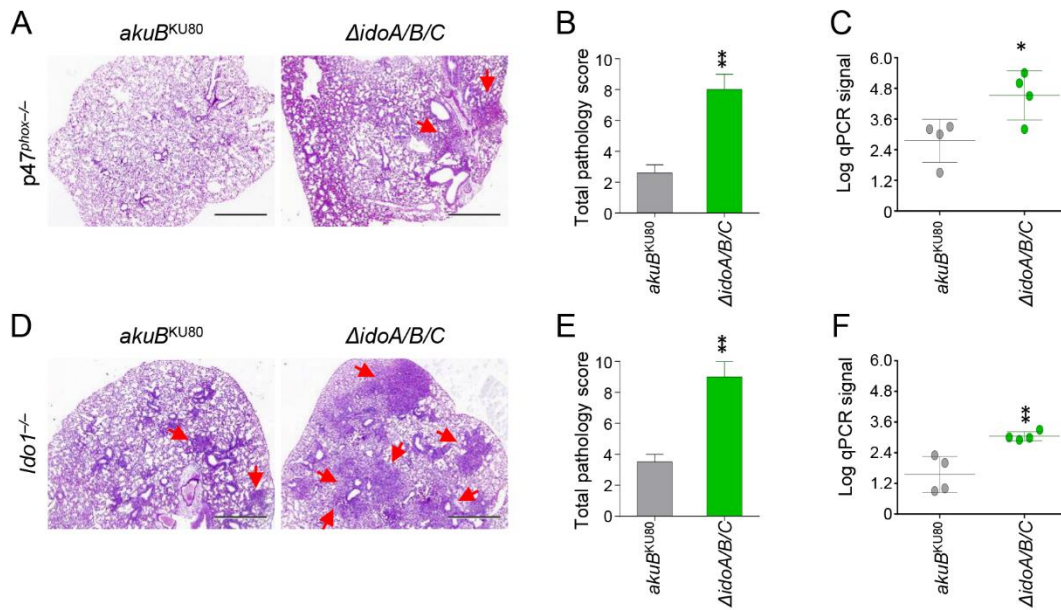 A
akuB^KU80
ΔidoA/B/C
p47^phox−/−
B
Total pathology score
10
8
6
4
2
0
**
akuB^KU80
ΔidoA/B/C
C
Log qPCR signal
6.0
4.8
3.6
2.4
1.2
0
*
akuB^KU80
ΔidoA/B/C
D
akuB^KU80
ΔidoA/B/C
Ido1^−/−
E
Total pathology score
10
8
6
4
2
0
**
akuB^KU80
ΔidoA/B/C
F
Log qPCR signal
6.0
4.8
3.6
2.4
1.2
0
**
akuB^KU80
ΔidoA/B/C